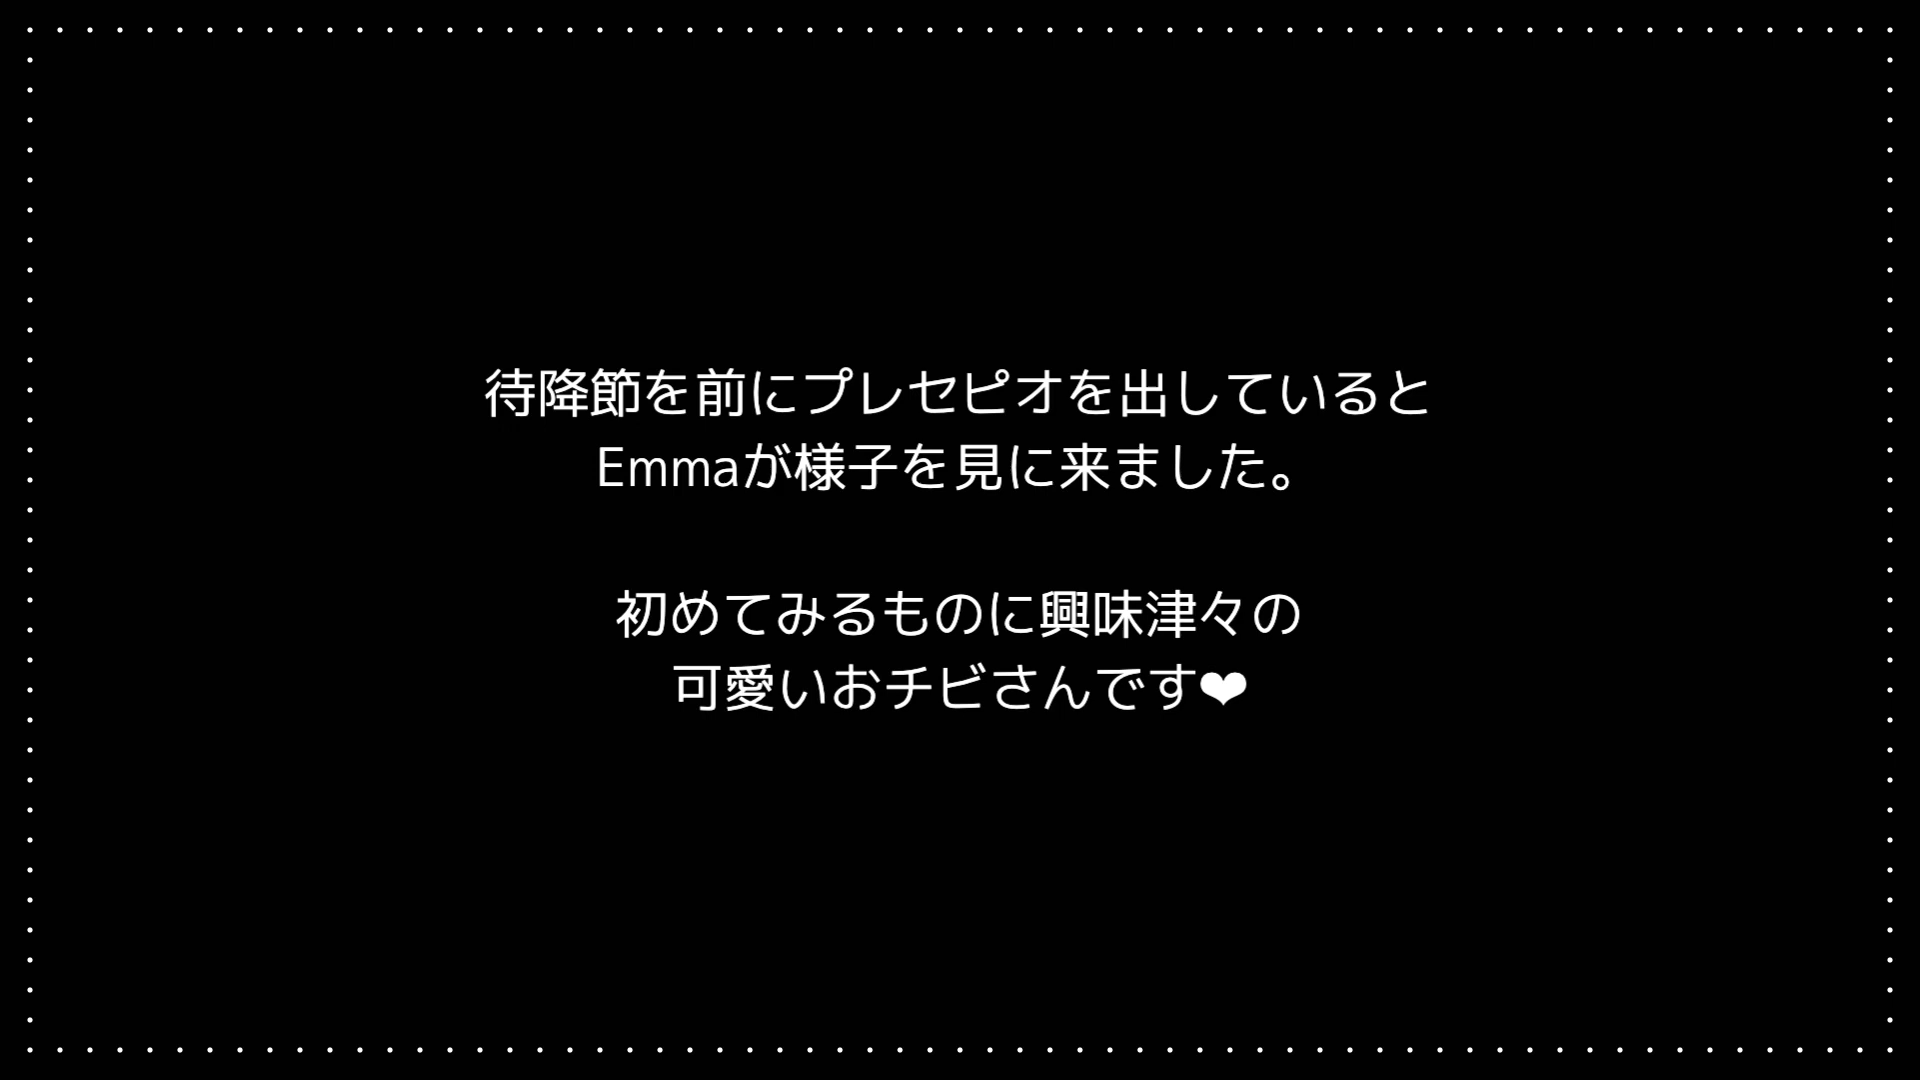 待降節を前にプレセピオを出していると
Emmaが様子を見に来ました。
初めてみるものに興味津々の
可愛いおチビさんです❤